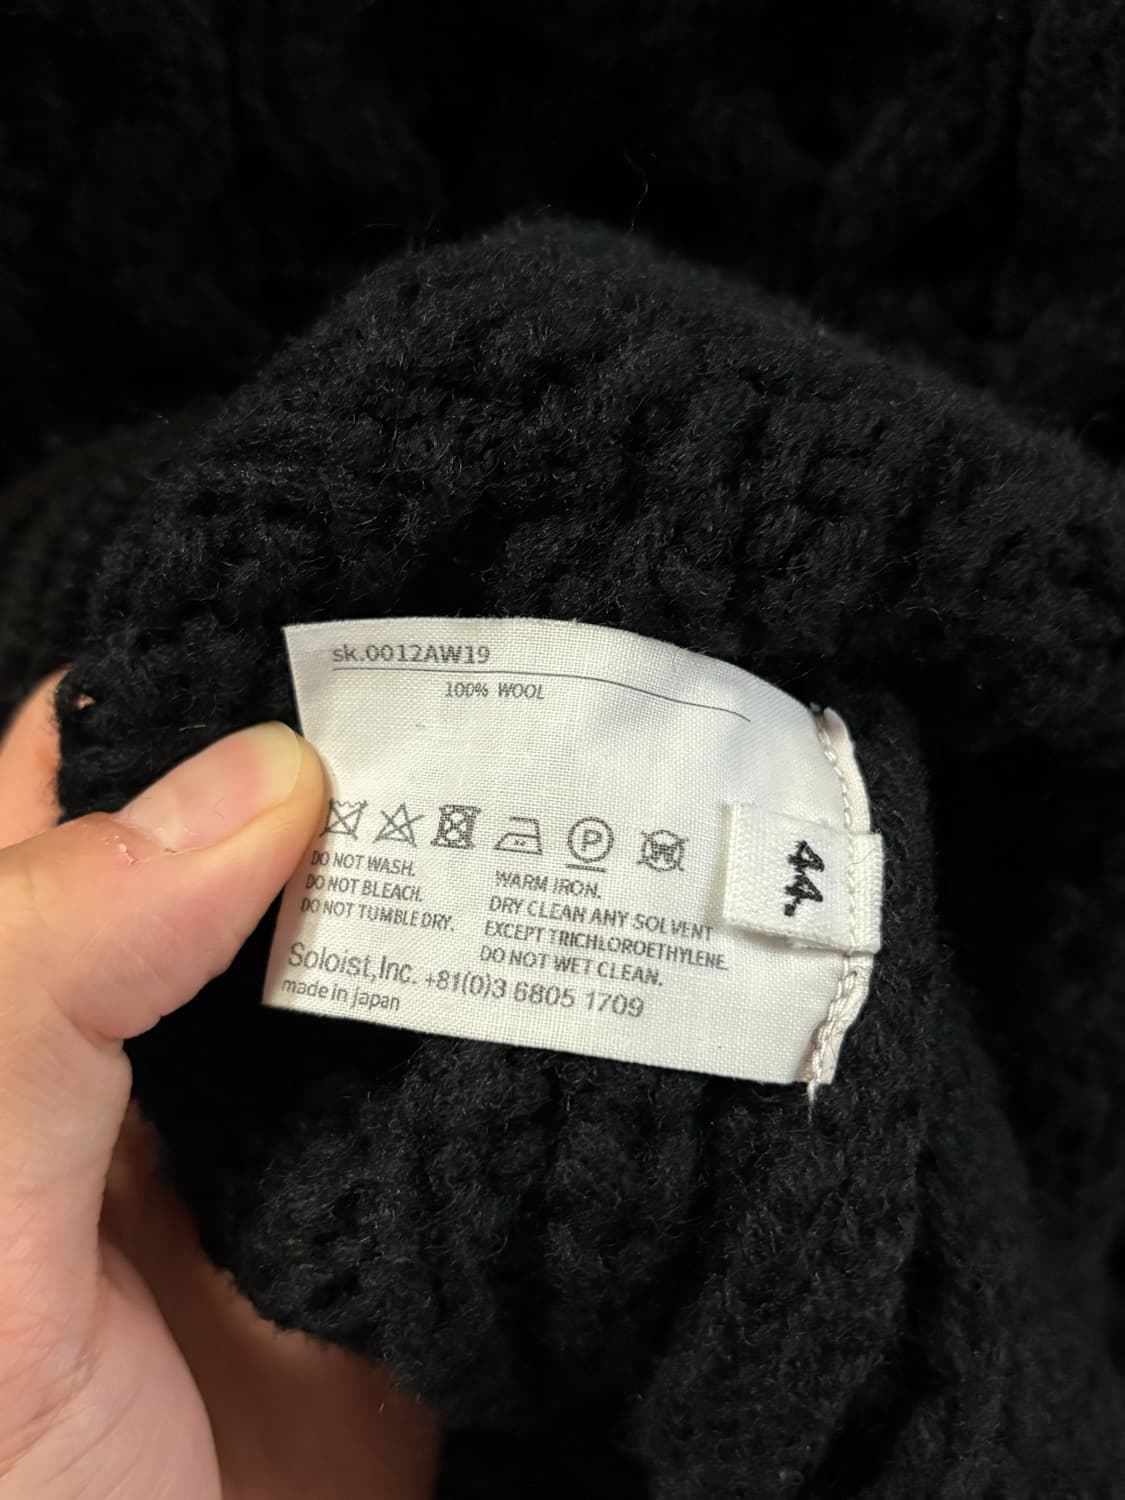 sk.0012AW19
100% WOOL
P
W
DO NOT WASH.
DO NOT BLEACH.
DO NOT TUMBLE DRY.
WARM IRON.
DRY CLEAN ANY SOLVENT
EXCEPT TRICHLOROETHYLENE.
DO NOT WET CLEAN.
Soloist,Inc. +81(0)3 6805 1709
made in japan
44.